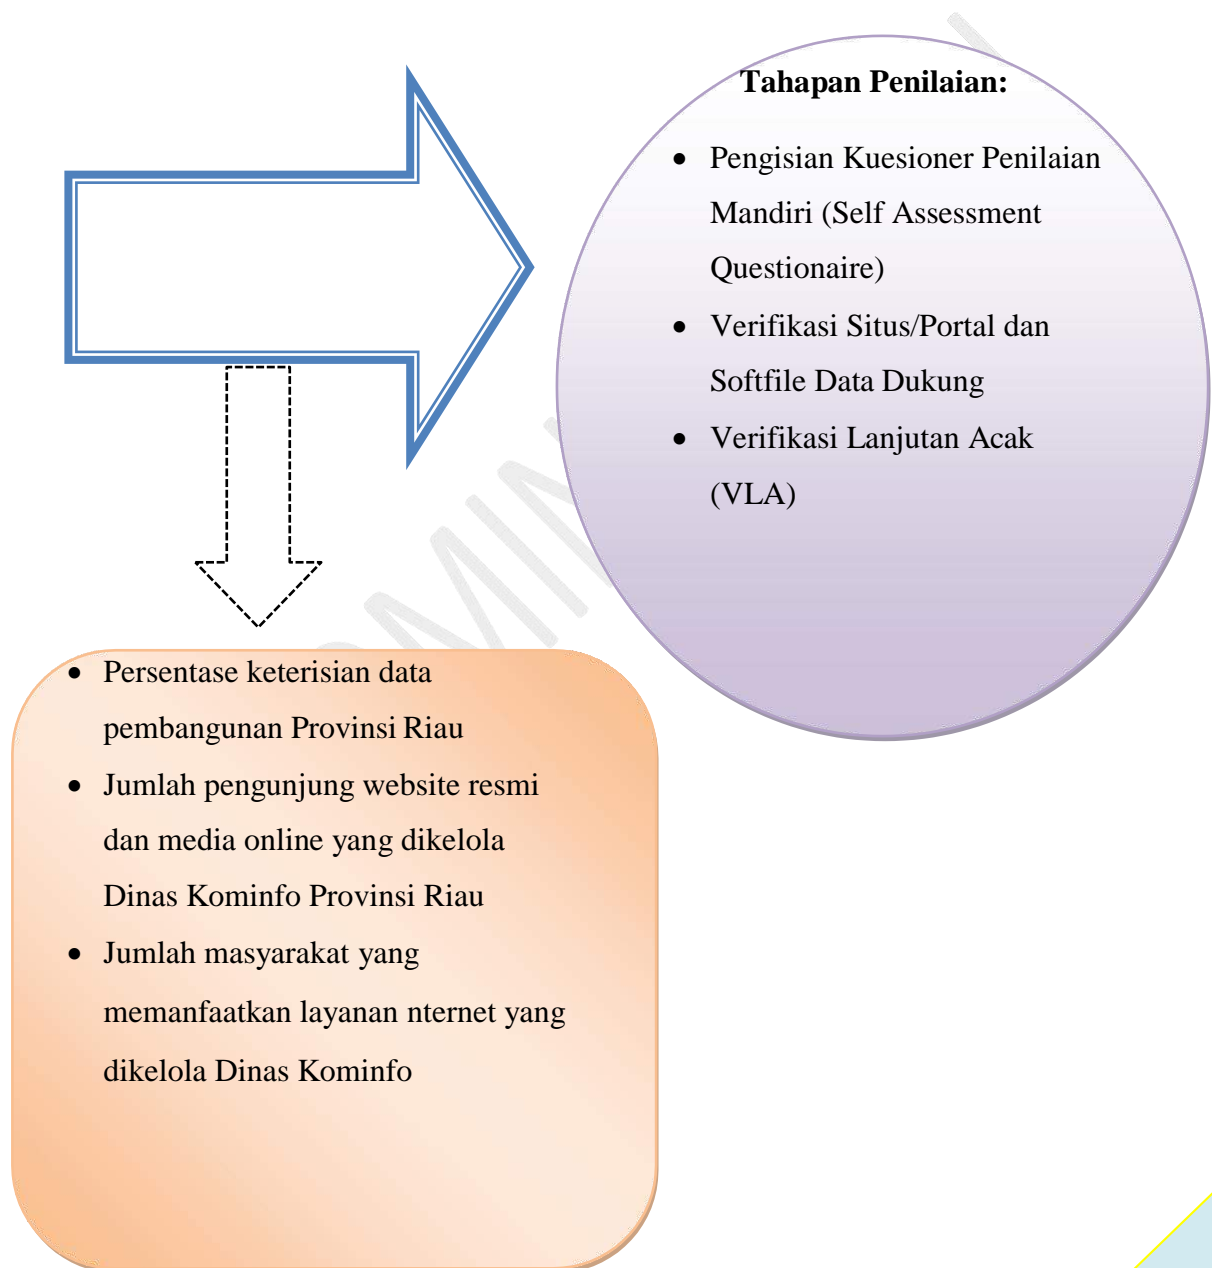 Tahapan Penilaian:
• Pengisian Kuesioner Penilaian
Mandiri (Self Assessment
Questionaire)
• Verifikasi Situs/Portal dan
Softfile Data Dukung
• Verifikasi Lanjutan Acak
(VLA)
• Persentase keterisian data
pembangunan Provinsi Riau
• Jumlah pengunjung website resmi
dan media online yang dikelola
Dinas Kominfo Provinsi Riau
• Jumlah masyarakat yang
memanfaatkan layanan nternet yang
dikelola Dinas Kominfo